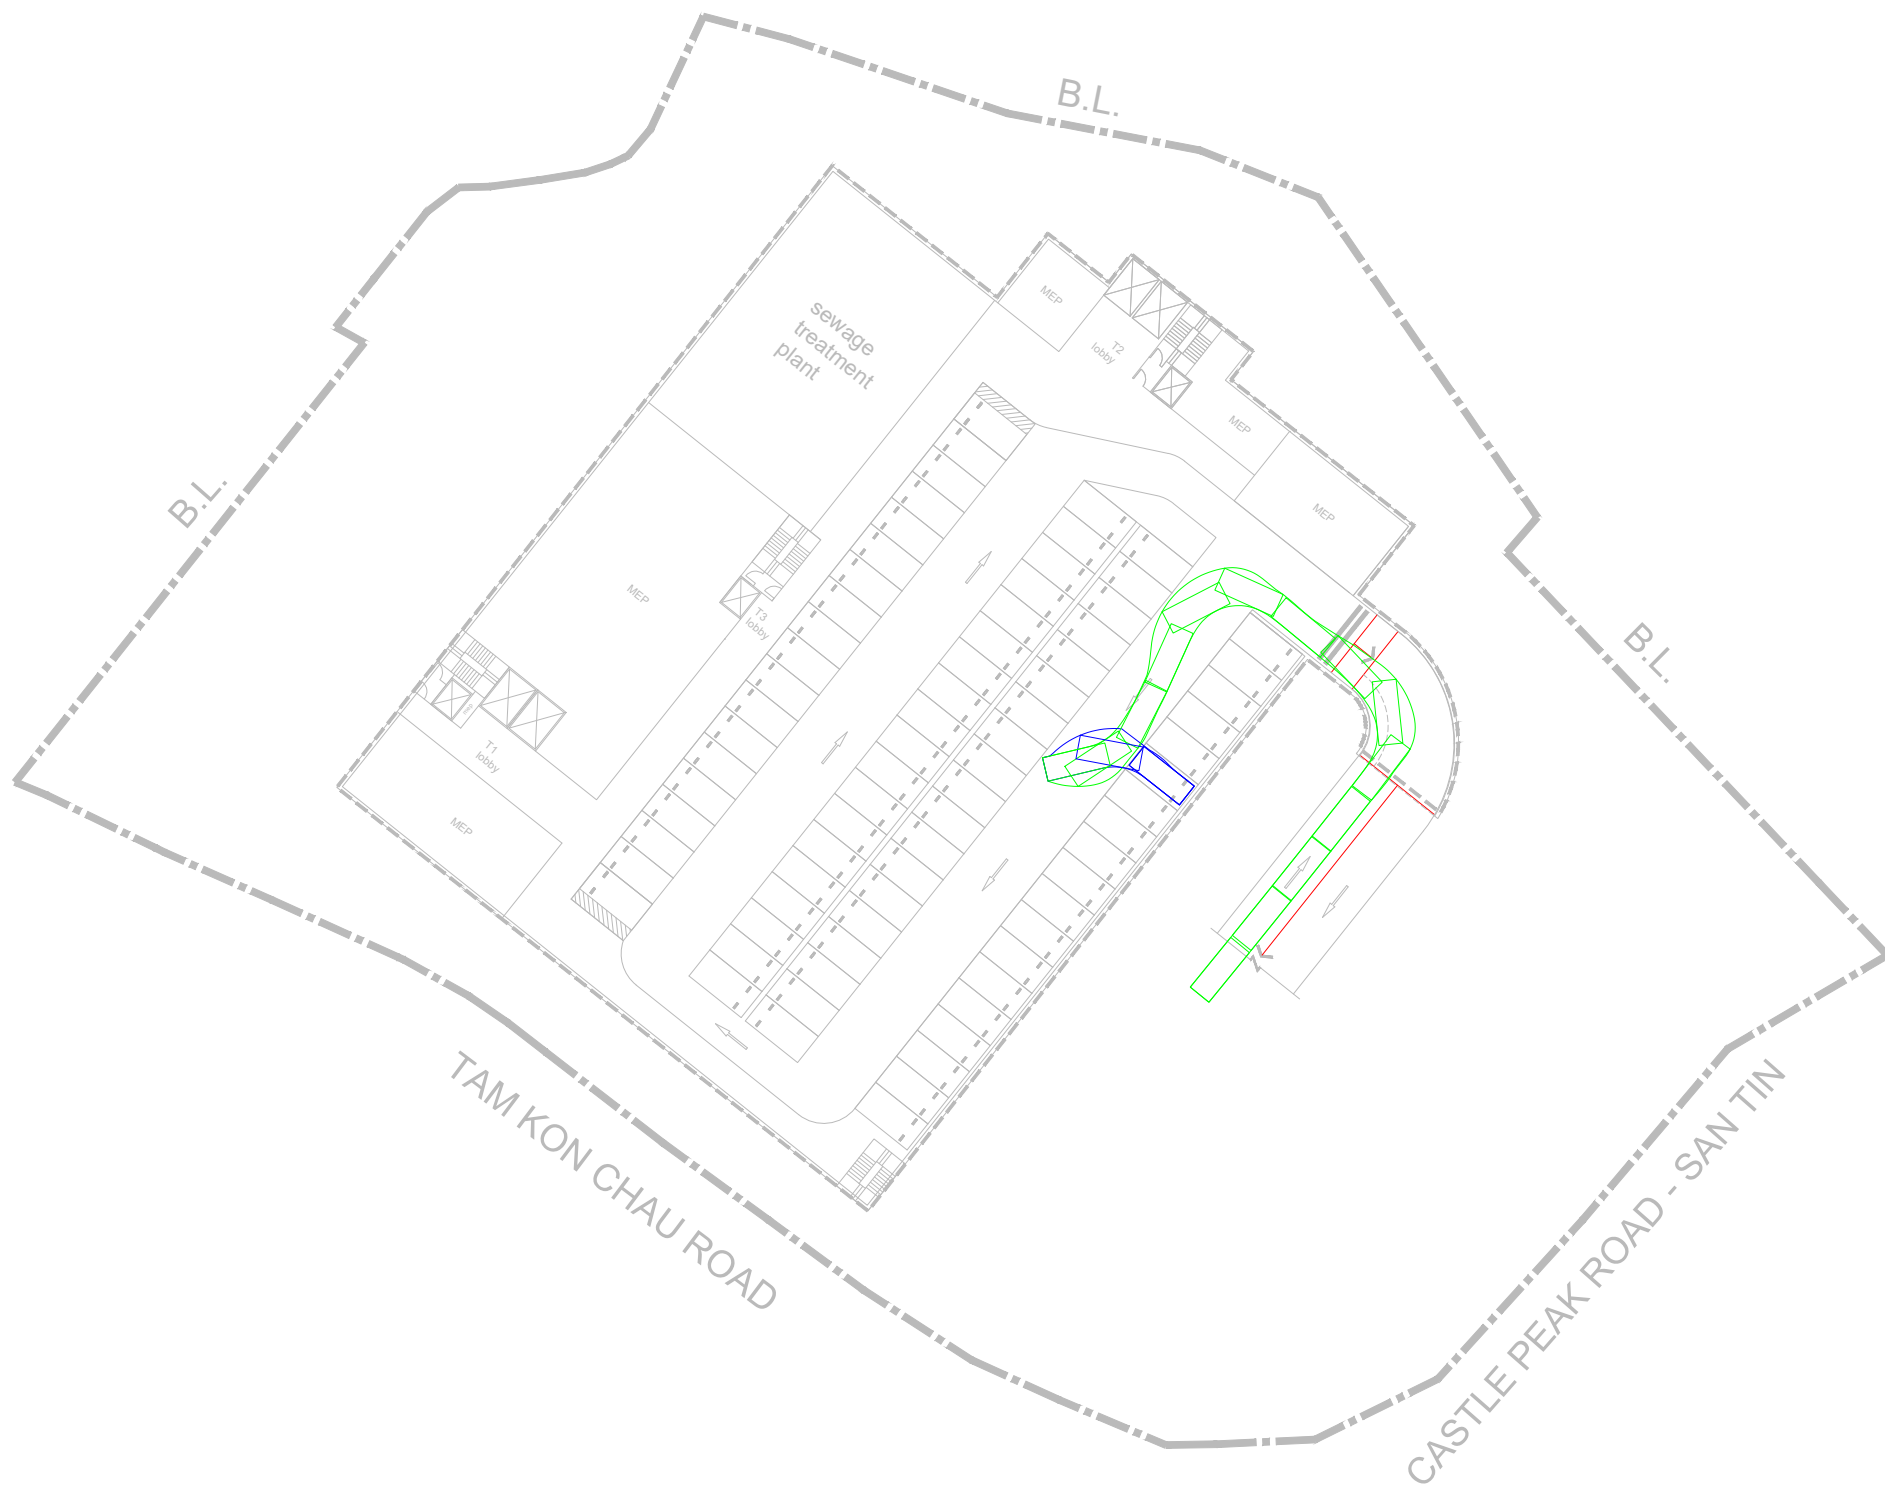 B.L.
sewage
treatment
plant
MEP
T2
lobby
MEP
B.L.
MEP
MEP
T3
lobby
B.L.
T1
lobby
MEP
TAM KON CHAU ROAD
CASTLE PEAK ROAD - SAN TIN